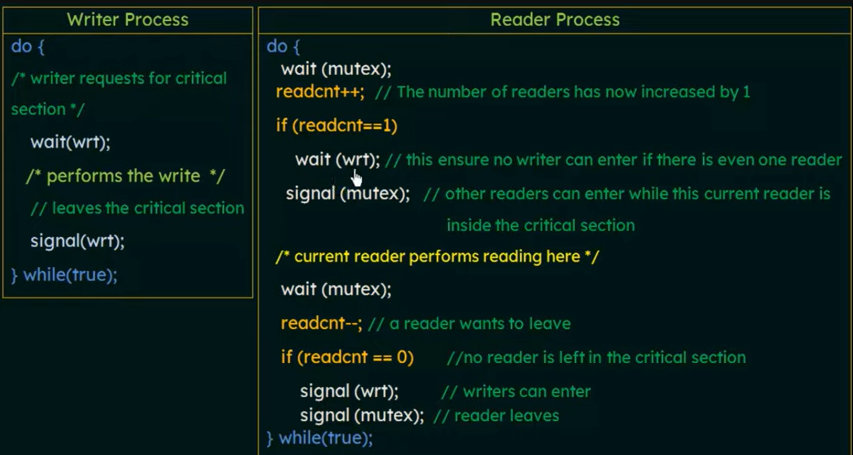 Writer Process
do {
/* writer requests for critical
section */
wait(wrt);
/* performs the write */
// leaves the critical section
signal(wrt);
} while(true);
Reader Process
do {
wait (mutex);
readcnt++; // The number of readers has now increased by 1
if (readcnt==1)
wait (wrt); // this ensure no writer can enter if there is even one reader
signal (mutex); // other readers can enter while this current reader is
inside the critical section
/* current reader performs reading here */
wait (mutex);
readcnt--; // a reader wants to leave
if (readcnt == 0) //no reader is left in the critical section
signal (wrt); // writers can enter
signal (mutex); // reader leaves
} while(true);